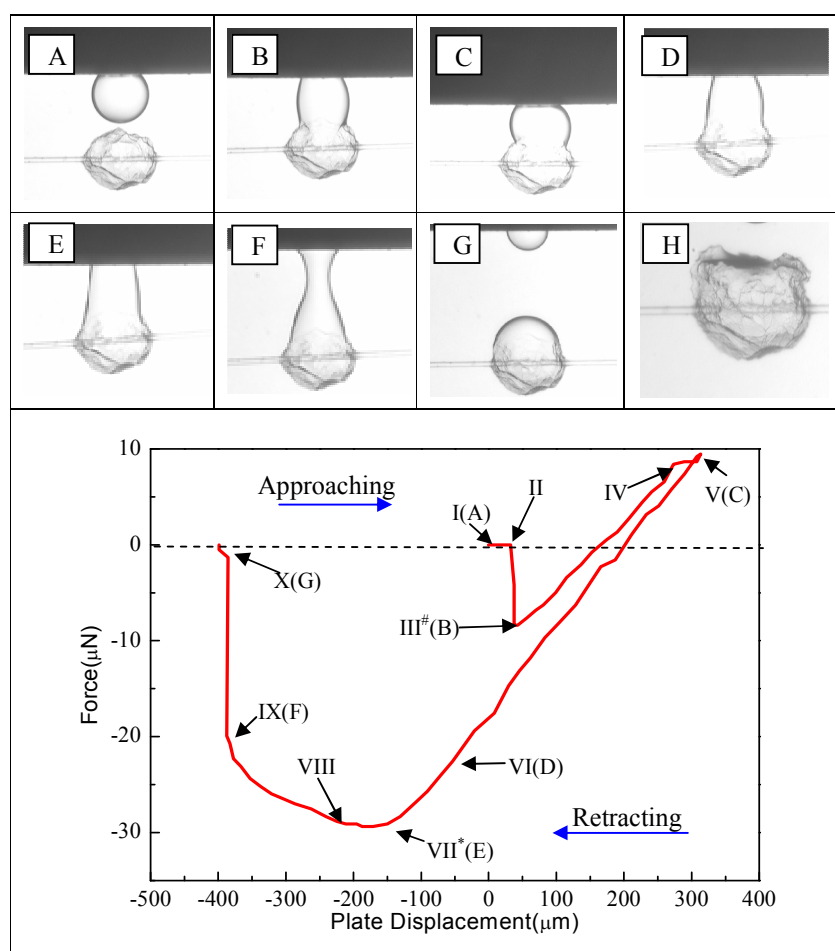 A
B
C
D
E
F
G
H
10
0
-10
-20
-30
Force(μN)
Approaching
I(A)
II
IV
V(C)
X(G)
III#(B)
IX(F)
VIII
VI(D)
VII*(E)
Retracting
-500 -400 -300 -200 -100 0 100 200 300 400
Plate Displacement(μm)